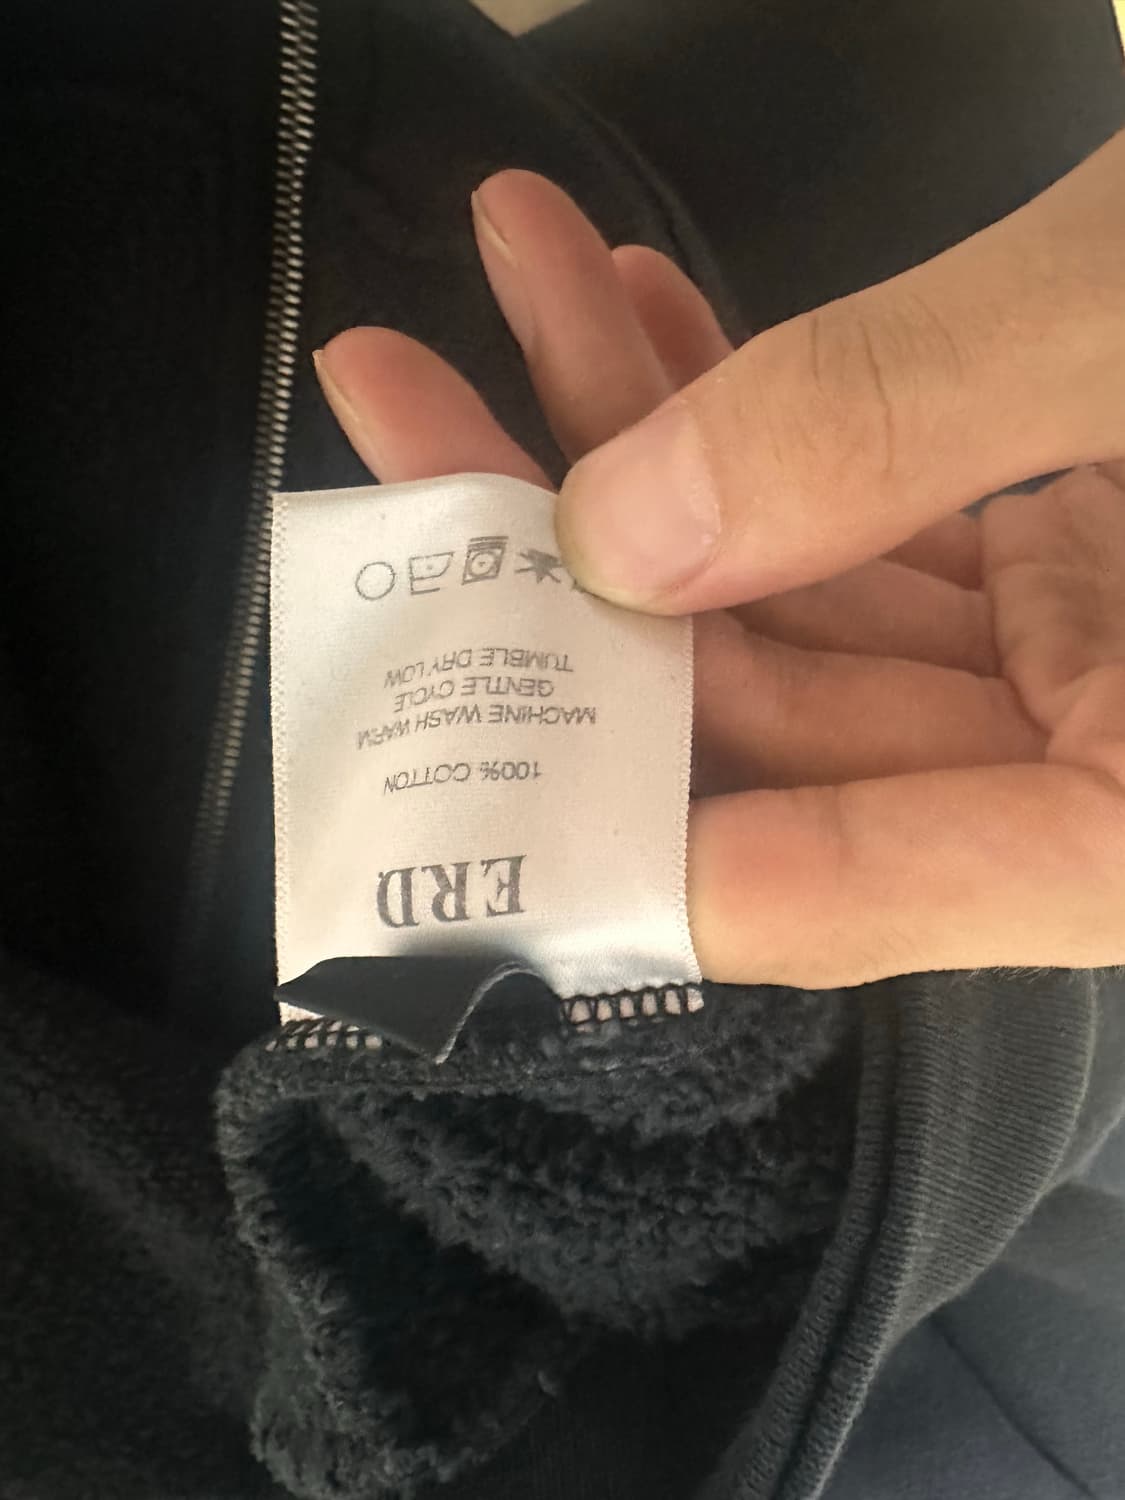 E.R.D
100% COTTON
MACHINE WASH WARM
GENTLE CYCLE
TUMBLE DRY LOW